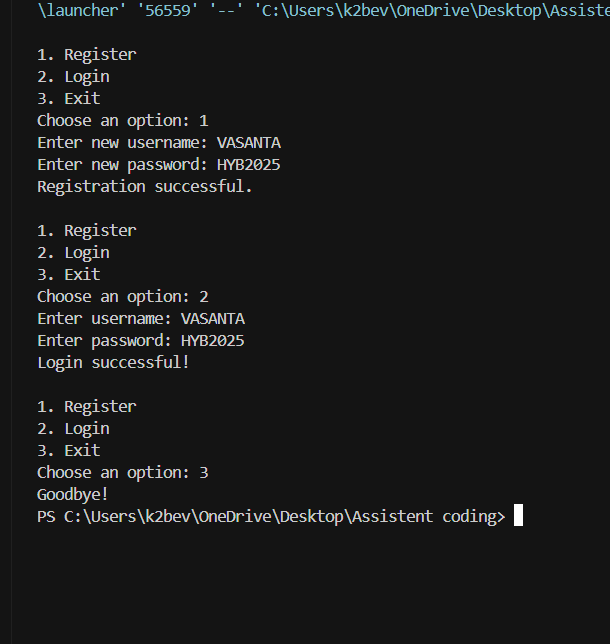 \launcher' '56559' '--' 'C:\Users\k2bev\OneDrive\Desktop\Assiste
1. Register
2. Login
3. Exit
Choose an option: 1
Enter new username: VASANTA
Enter new password: HYB2025
Registration successful.
1. Register
2. Login
3. Exit
Choose an option: 2
Enter username: VASANTA
Enter password: HYB2025
Login successful!
1. Register
2. Login
3. Exit
Choose an option: 3
Goodbye!
PS C:\Users\k2bev\OneDrive\Desktop\Assistent coding>